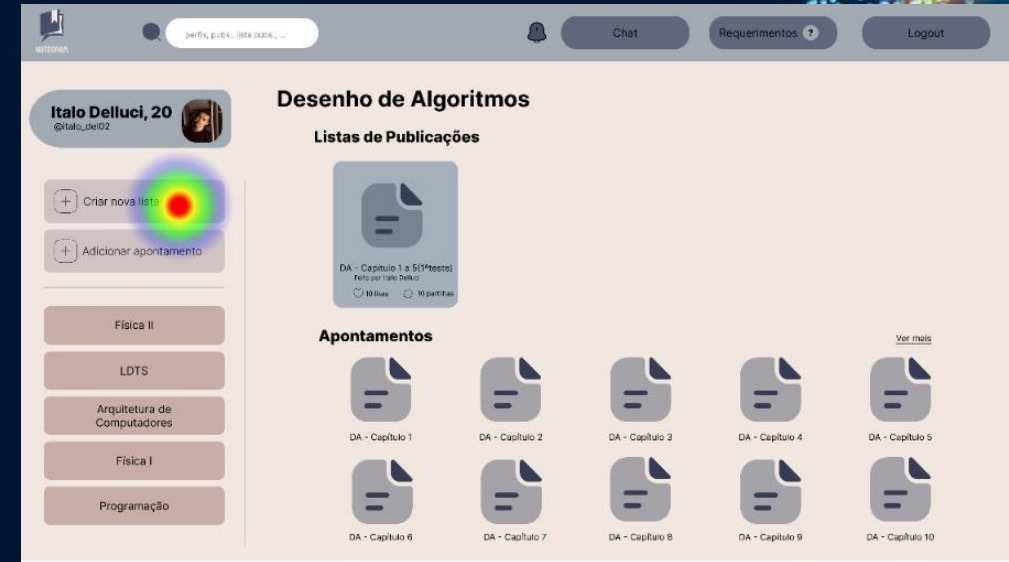 NOTEGRAM
perfis, pubs., lista pubs., ...
Chat
Requerimentos ?
Logout
Italo Delluci, 20
@italo_del02
Criar nova lista
Adicionar apontamento
Física II
LDTS
Arquitetura de
Computadores
Física I
Programação
Desenho de Algoritmos
Listas de Publicações
DA - Capitulo 1 a 5(1ºteste)
Feito por Italo Delluci
10 likes
10 partilhas
Apontamentos
Ver mais
DA - Capítulo 1
DA - Capítulo 2
DA - Capítulo 3
DA - Capítulo 4
DA - Capítulo 5
DA - Capítulo 6
DA - Capítulo 7
DA - Capítulo 8
DA - Capítulo 9
DA - Capítulo 10